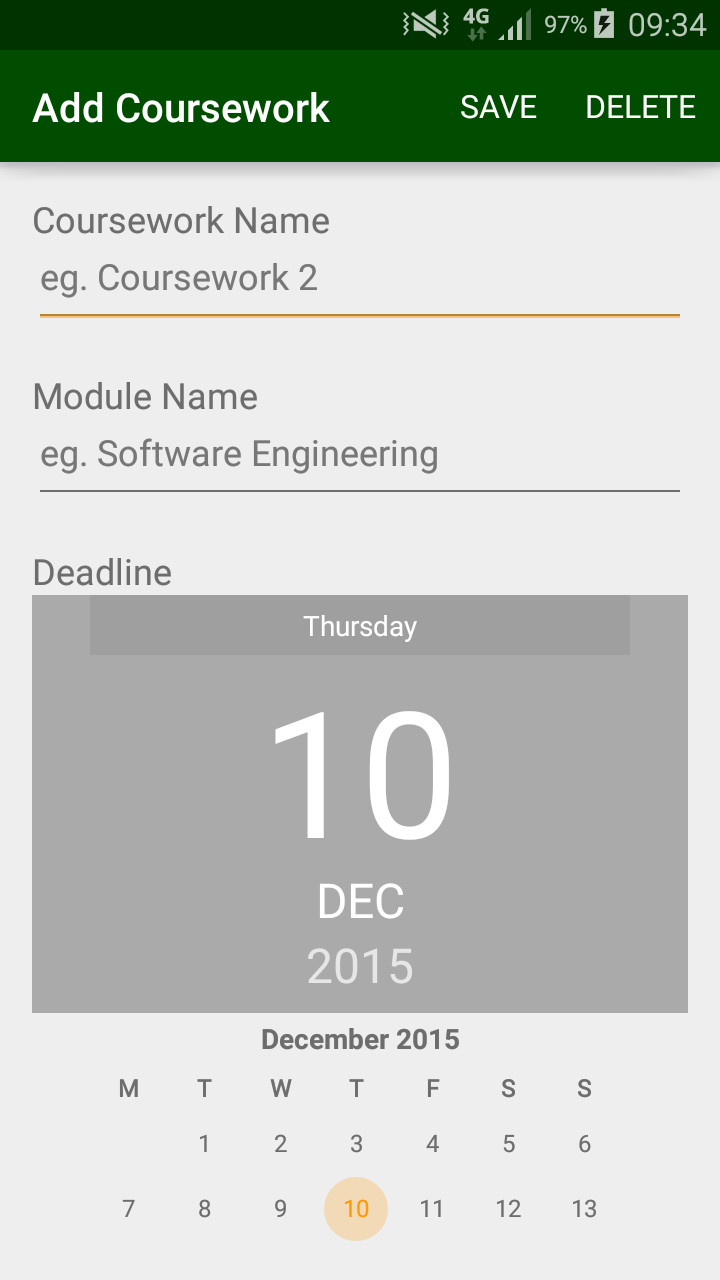 4G 97% 09:34
Add Coursework SAVE DELETE
Coursework Name
eg. Coursework 2
Module Name
eg. Software Engineering
Deadline
Thursday
10
DEC
2015
December 2015
M T W T F S S
1 2 3 4 5 6
7 8 9 10 11 12 13